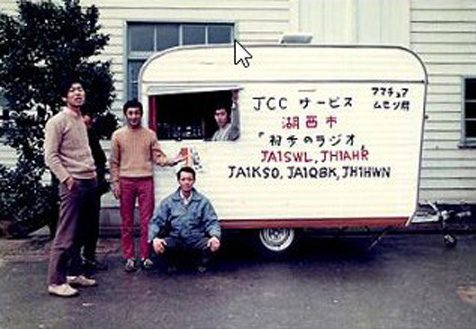 JCC サービス
アマチュア
ムセン局
湖西市
『初歩のラジオ』
JA1SWL, JH1AHR
JA1KSO, JA1QBK, JH1HWN